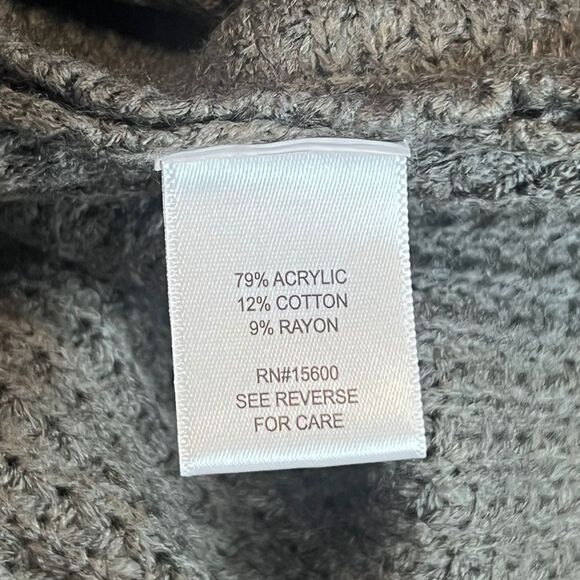 79% ACRYLIC
12% COTTON
9% RAYON
RN#15600
SEE REVERSE
FOR CARE